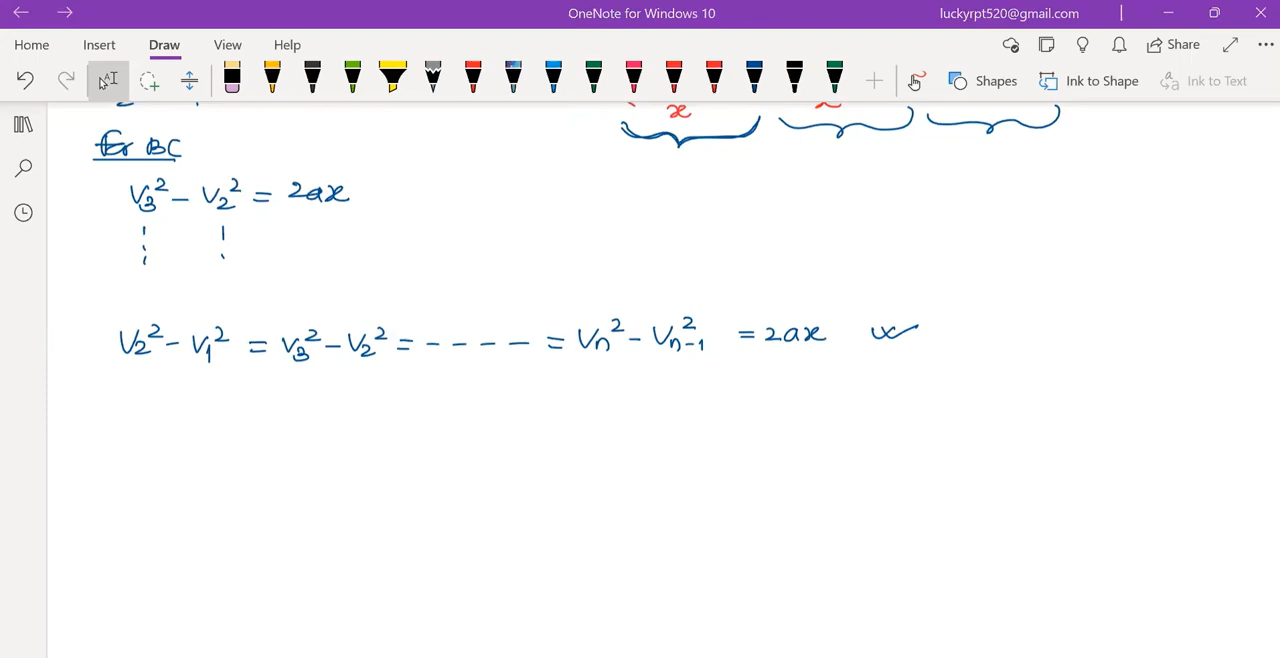 OneNote for Windows 10
luckyrpt520@gmail.com
Home Insert Draw View Help
Share
Shapes
Ink to Shape
Ink to Text
x
For BC
V₃² - V₂² = 2ax
V₂² - V₁² = V₃² - V₂² = - - - - = Vₙ² - Vₙ₋₁² = 2ax